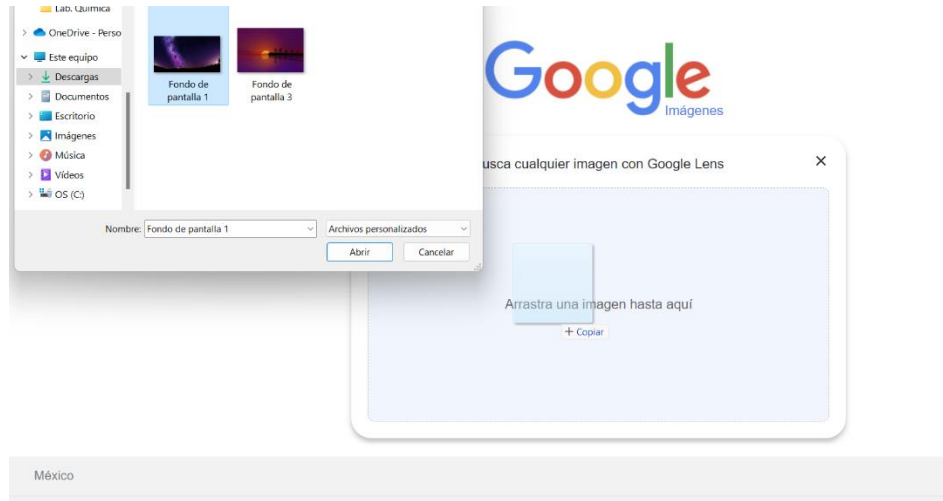 Lab. Química
OneDrive - Perso
Este equipo
Descargas
Documentos
Escritorio
Imágenes
Música
Vídeos
OS (C:)
Fondo de
pantalla 1
Fondo de
pantalla 3
Nombre: Fondo de pantalla 1
Archivos personalizados
Abrir
Cancelar
Google
Imágenes
usca cualquier imagen con Google Lens
Arrastra una imagen hasta aquí
+ Copiar
México